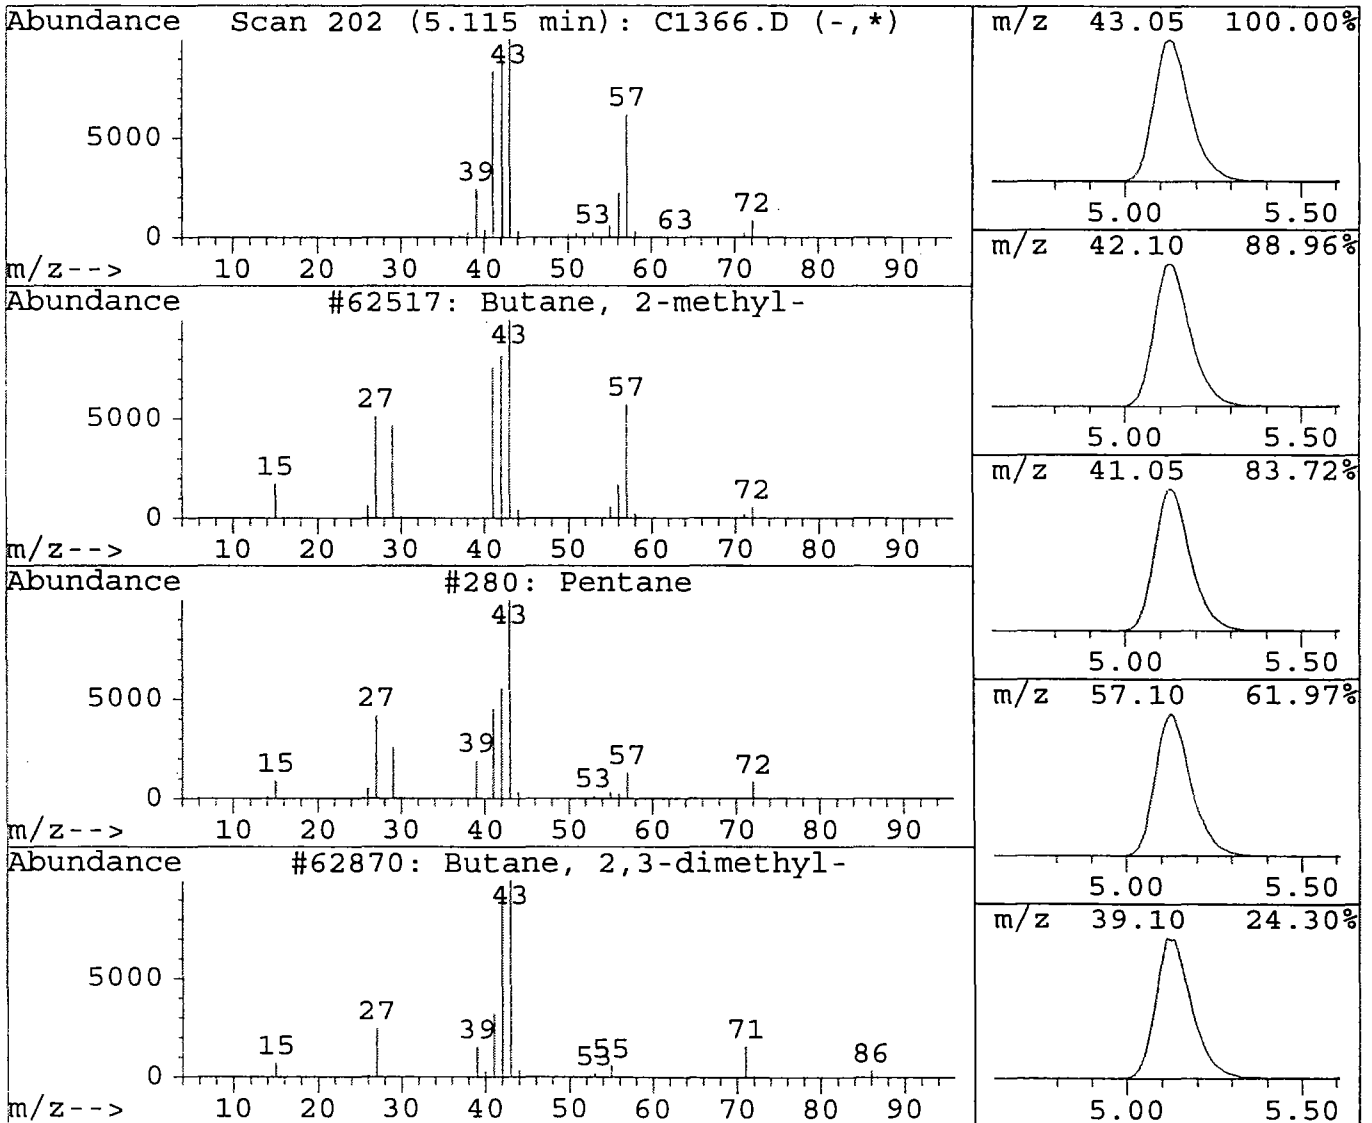 Abundance Scan 202 (5.115 min): C1366.D (-,*)
43
57
5000
39
53 63 72
0
m/z--> 10 20 30 40 50 60 70 80 90
Abundance #62517: Butane, 2-methyl-
43
27 57
5000
15
72
0
m/z--> 10 20 30 40 50 60 70 80 90
Abundance #280: Pentane
43
5000 27
39
15 53 57 72
0
m/z--> 10 20 30 40 50 60 70 80 90
Abundance #62870: Butane, 2,3-dimethyl-
43
5000
27
15 39 53 55 71 86
0
m/z--> 10 20 30 40 50 60 70 80 90
m/z 43.05 100.00%
5.00 5.50
m/z 42.10 88.96%
5.00 5.50
m/z 41.05 83.72%
5.00 5.50
m/z 57.10 61.97%
5.00 5.50
m/z 39.10 24.30%
5.00 5.50